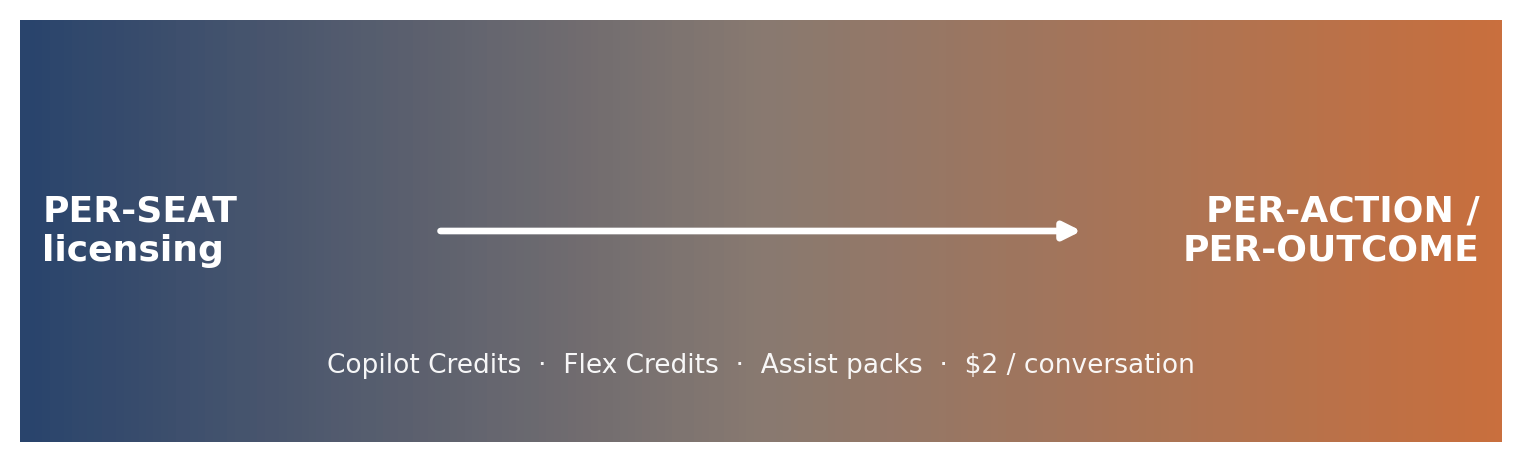 PER-SEAT
licensing
PER-ACTION /
PER-OUTCOME
Copilot Credits · Flex Credits · Assist packs · $2 / conversation